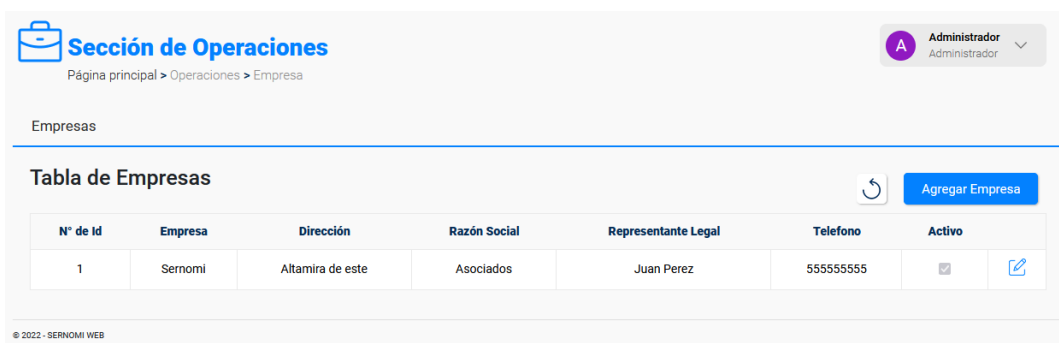 Sección de Operaciones
Página principal > Operaciones > Empresa
A
Administrador
Administrador
Empresas
Tabla de Empresas
Agregar Empresa
N° de Id Empresa Dirección Razón Social Representante Legal Telefono Activo
1 Sernomi Altamira de este Asociados Juan Perez 555555555
© 2022 - SERNOMI WEB